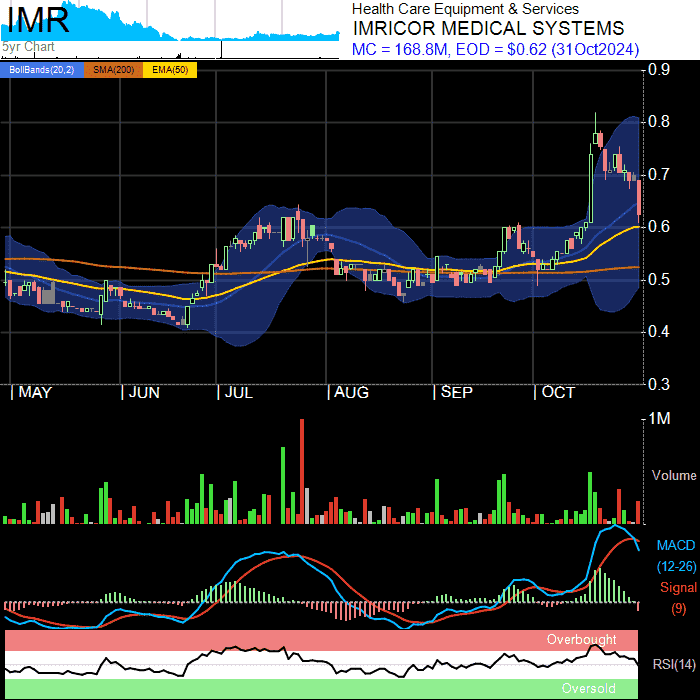 IMR
5yr Chart
Health Care Equipment & Services
IMRICOR MEDICAL SYSTEMS
MC = 168.8M, EOD = $0.62 (31Oct2024)
BollBands(20,2) SMA(200) EMA(50)
0.9
0.8
0.7
0.6
0.5
0.4
0.3
MAY JUN JUL AUG SEP OCT
1M
Volume
MACD
(12-26)
Signal
(9)
Overbought
RSI(14)
Oversold